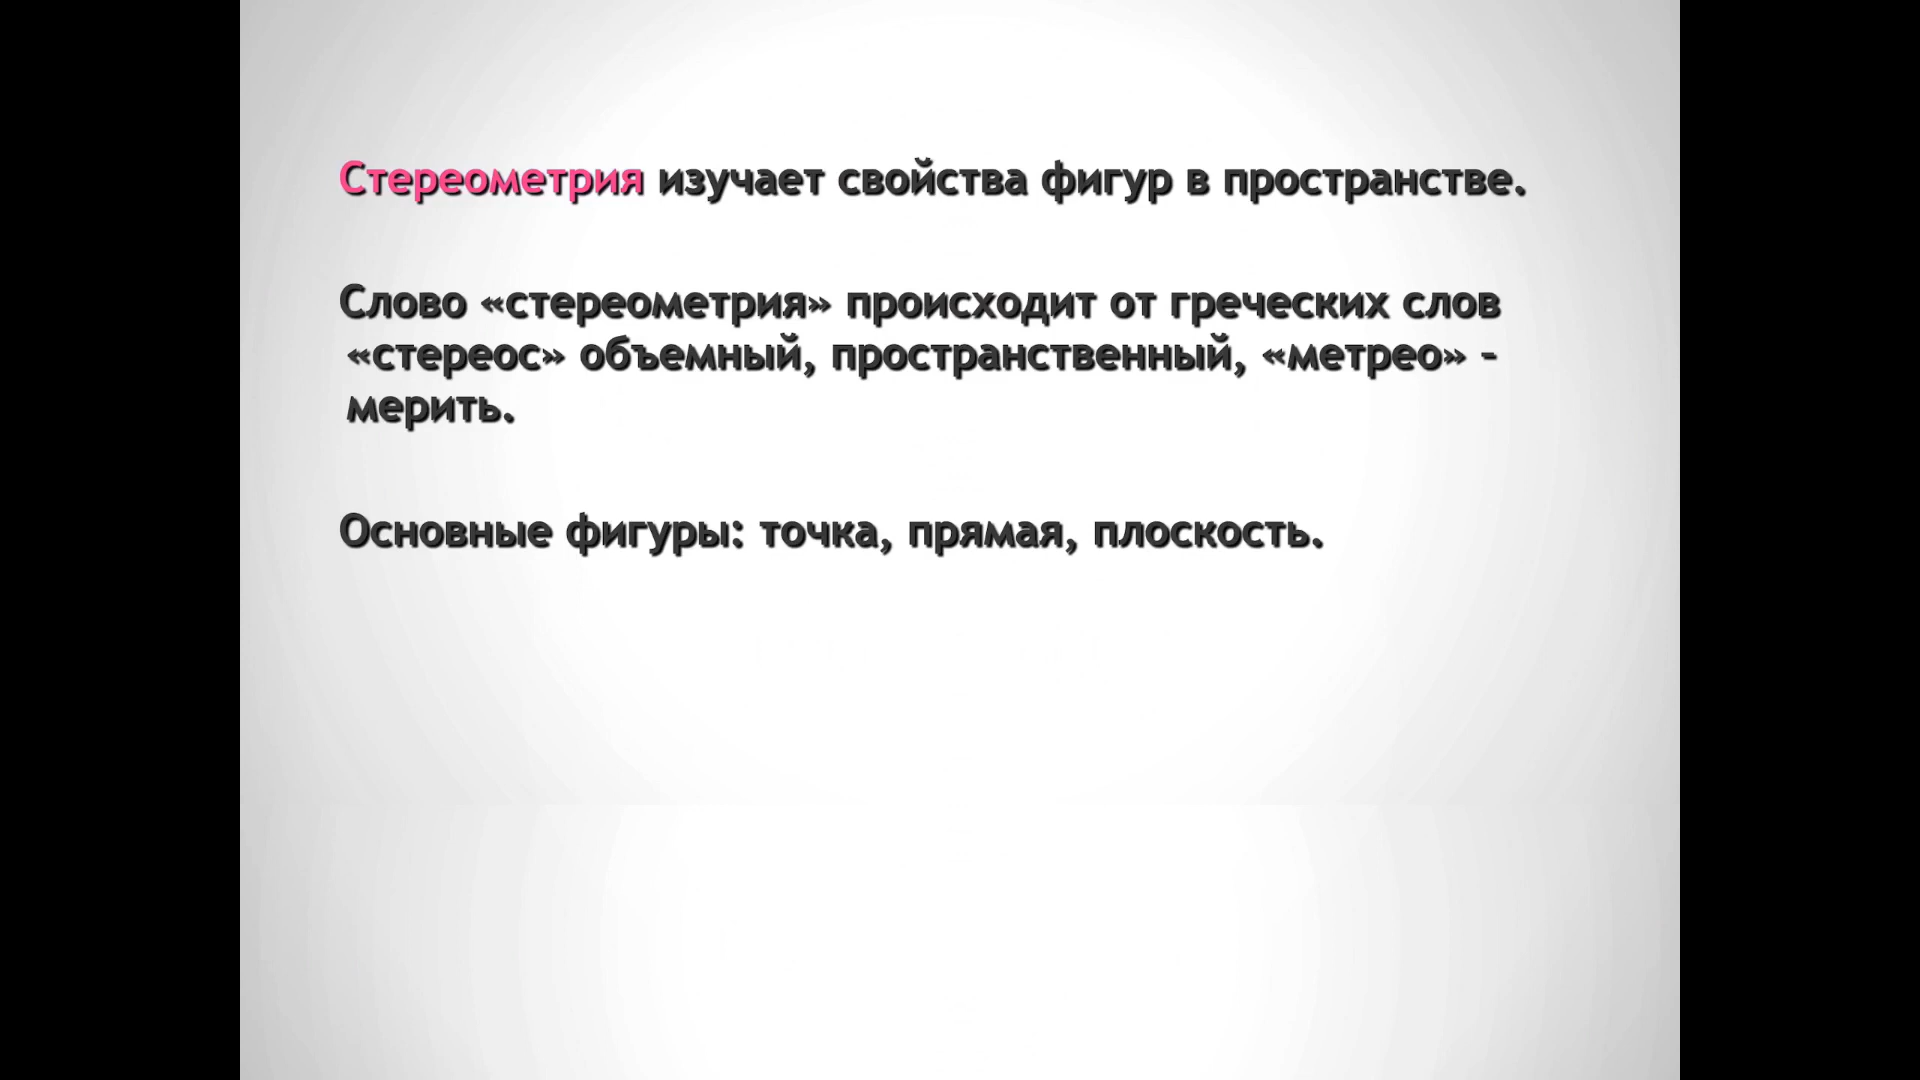 Стереометрия изучает свойства фигур в пространстве.
Слово «стереометрия» происходит от греческих слов
«стереос» объемный, пространственный, «метрео» –
мерить.
Основные фигуры: точка, прямая, плоскость.